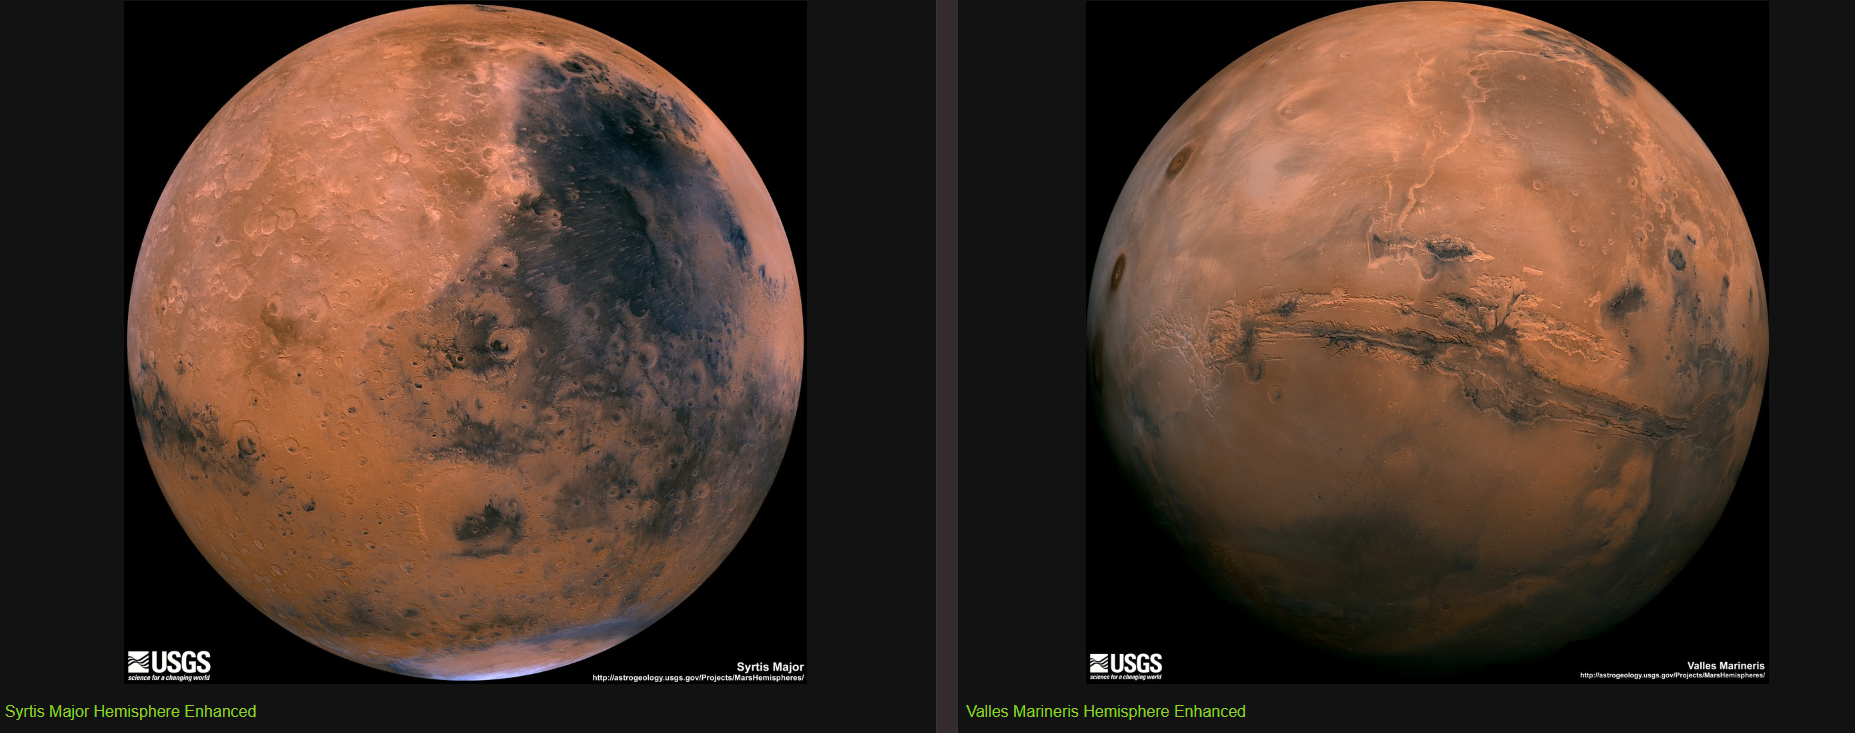 USGS
science for a changing world
Syrtis Major
http://astrogeology.usgs.gov/Projects/MarsHemispheres/
Syrtis Major Hemisphere Enhanced
USGS
science for a changing world
Valles Marineris
http://astrogeology.usgs.gov/Projects/MarsHemispheres/
Valles Marineris Hemisphere Enhanced